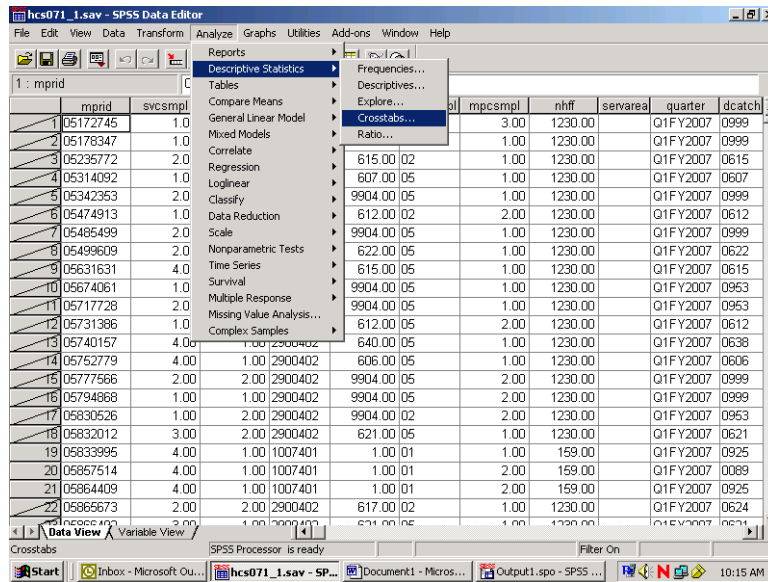 hcs071_1.sav - SPSS Data Editor
File Edit View Data Transform Analyze Graphs Utilities Add-ons Window Help
1 : mprid
Reports
Descriptive Statistics
Tables
Compare Means
General Linear Model
Mixed Models
Correlate
Regression
Loglinear
Classify
Data Reduction
Scale
Nonparametric Tests
Time Series
Survival
Multiple Response
Missing Value Analysis...
Complex Samples
Frequencies...
Descriptives...
Explore...
Crosstabs...
Ratio...
mprid svcsmpl mpcsmpl nhff servarea quarter dcatch
1 05172745 1.0 3.00 1230.00 Q1FY2007 0999
2 05178347 1.0 1.00 1230.00 Q1FY2007 0999
3 05235772 2.0 615.00 02 1.00 1230.00 Q1FY2007 0615
4 05314092 1.0 607.00 05 1.00 1230.00 Q1FY2007 0607
5 05342353 2.0 9904.00 05 1.00 1230.00 Q1FY2007 0999
6 05474913 1.0 612.00 02 2.00 1230.00 Q1FY2007 0612
7 05485499 2.0 9904.00 05 1.00 1230.00 Q1FY2007 0999
8 05499609 2.0 622.00 05 1.00 1230.00 Q1FY2007 0622
9 05631631 4.0 615.00 05 1.00 1230.00 Q1FY2007 0615
10 05674061 1.0 9904.00 05 1.00 1230.00 Q1FY2007 0953
11 05717728 2.0 9904.00 05 1.00 1230.00 Q1FY2007 0953
12 05731386 1.0 612.00 05 2.00 1230.00 Q1FY2007 0612
13 05740157 4.00 1.00 2900402 640.00 05 1.00 1230.00 Q1FY2007 0638
14 05752779 4.00 1.00 2900402 606.00 05 1.00 1230.00 Q1FY2007 0606
15 05777566 2.00 2.00 2900402 9904.00 05 2.00 1230.00 Q1FY2007 0999
16 05794868 1.00 1.00 2900402 9904.00 05 2.00 1230.00 Q1FY2007 0999
17 05830526 1.00 2.00 2900402 9904.00 02 2.00 1230.00 Q1FY2007 0953
18 05832012 3.00 2.00 2900402 621.00 05 1.00 1230.00 Q1FY2007 0621
19 05833995 4.00 1.00 1007401 1.00 01 1.00 159.00 Q1FY2007 0925
20 05857514 4.00 1.00 1007401 1.00 01 2.00 159.00 Q1FY2007 0089
21 05864409 4.00 1.00 1007401 1.00 01 2.00 159.00 Q1FY2007 0925
22 05865673 2.00 2.00 2900402 617.00 02 1.00 1230.00 Q1FY2007 0624
Data View Variable View
Crosstabs SPSS Processor is ready Filter On
Start Inbox - Microsoft Ou... hcs071_1.sav - SP... Document1 - Micros... Output1.spo - SPSS ... 10:15 AM